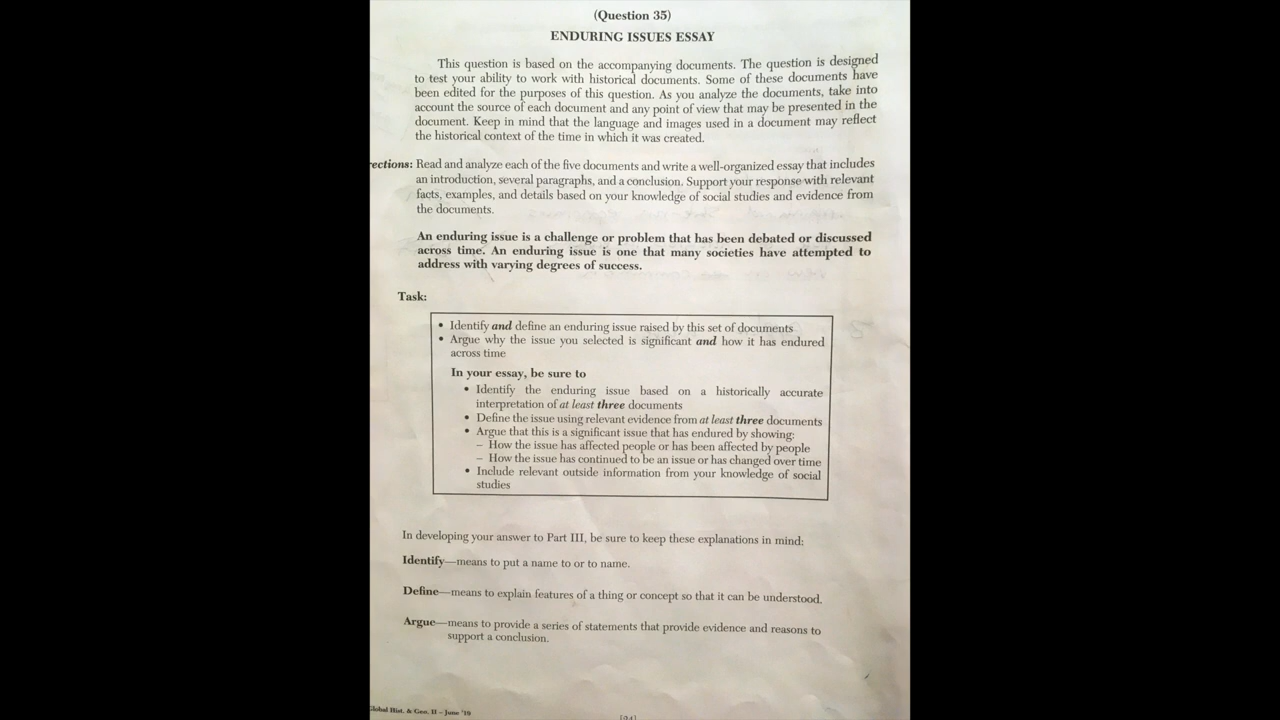 (Question 35)
ENDURING ISSUES ESSAY
This question is based on the accompanying documents. The question is designed
to test your ability to work with historical documents. Some of these documents have
been edited for the purposes of this question. As you analyze the documents, take into
account the source of each document and any point of view that may be presented in the
document. Keep in mind that the language and images used in a document may reflect
the historical context of the time in which it was created.
rections: Read and analyze each of the five documents and write a well-organized essay that includes
an introduction, several paragraphs, and a conclusion. Support your response with relevant
facts, examples, and details based on your knowledge of social studies and evidence from
the documents.
An enduring issue is a challenge or problem that has been debated or discussed
across time. An enduring issue is one that many societies have attempted to
address with varying degrees of success.
Task:
• Identify and define an enduring issue raised by this set of documents
• Argue why the issue you selected is significant and how it has endured
across time
In your essay, be sure to
• Identify the enduring issue based on a historically accurate
interpretation of at least three documents
• Define the issue using relevant evidence from at least three documents
• Argue that this is a significant issue that has endured by showing:
– How the issue has affected people or has been affected by people
– How the issue has continued to be an issue or has changed over time
• Include relevant outside information from your knowledge of social
studies
In developing your answer to Part III, be sure to keep these explanations in mind:
Identify—means to put a name to or to name.
Define—means to explain features of a thing or concept so that it can be understood.
Argue—means to provide a series of statements that provide evidence and reasons to
support a conclusion.
Global Hist. & Geo. II – June '19